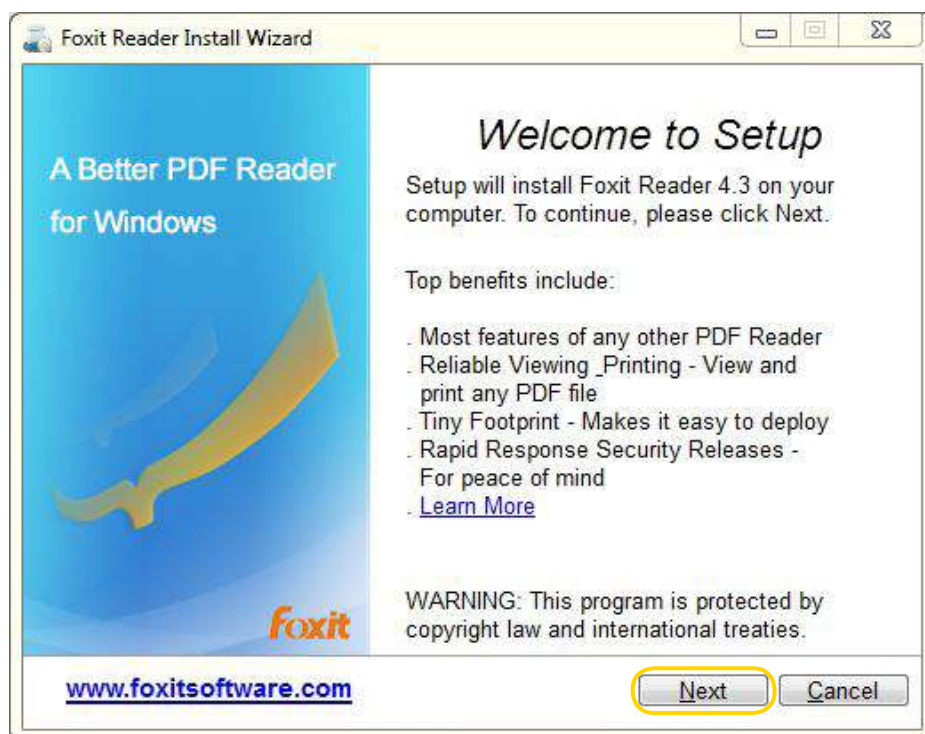 Foxit Reader Install Wizard
A Better PDF Reader
for Windows
Foxit
Welcome to Setup
Setup will install Foxit Reader 4.3 on your
computer. To continue, please click Next.
Top benefits include:
. Most features of any other PDF Reader
. Reliable Viewing _Printing - View and
print any PDF file
. Tiny Footprint - Makes it easy to deploy
. Rapid Response Security Releases -
For peace of mind
. Learn More
WARNING: This program is protected by
copyright law and international treaties.
www.foxitsoftware.com
Next
Cancel